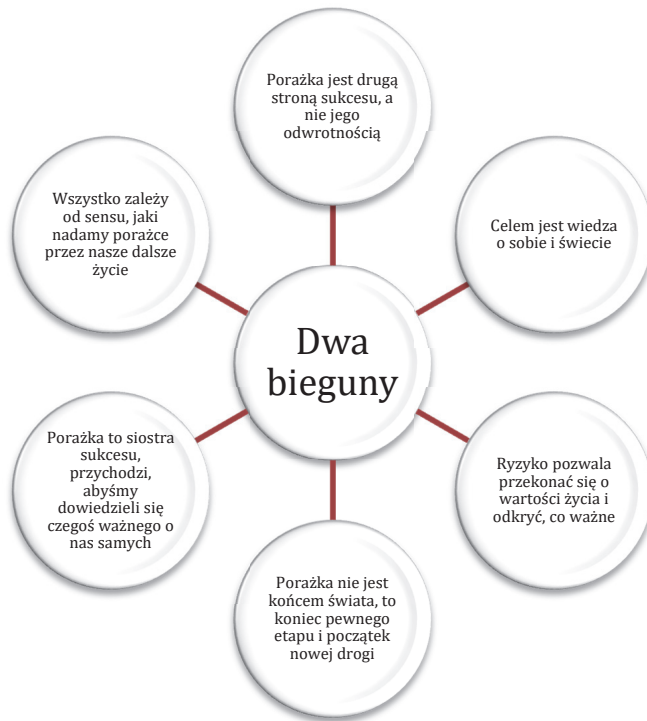 Porażka jest drugą
stroną sukcesu, a
nie jego
odwrotnością
Wszystko zależy
od sensu, jaki
nadamy porażce
przez nasze dalsze
życie
Celem jest wiedza
o sobie i świecie
Dwa
bieguny
Porażka to siostra
sukcesu,
przychodzi,
abyśmy
dowiedzieli się
czegoś ważnego o
nas samych
Ryzyko pozwala
przekonać się o
wartości życia i
odkryć, co ważne
Porażka nie jest
końcem świata, to
koniec pewnego
etapu i początek
nowej drogi